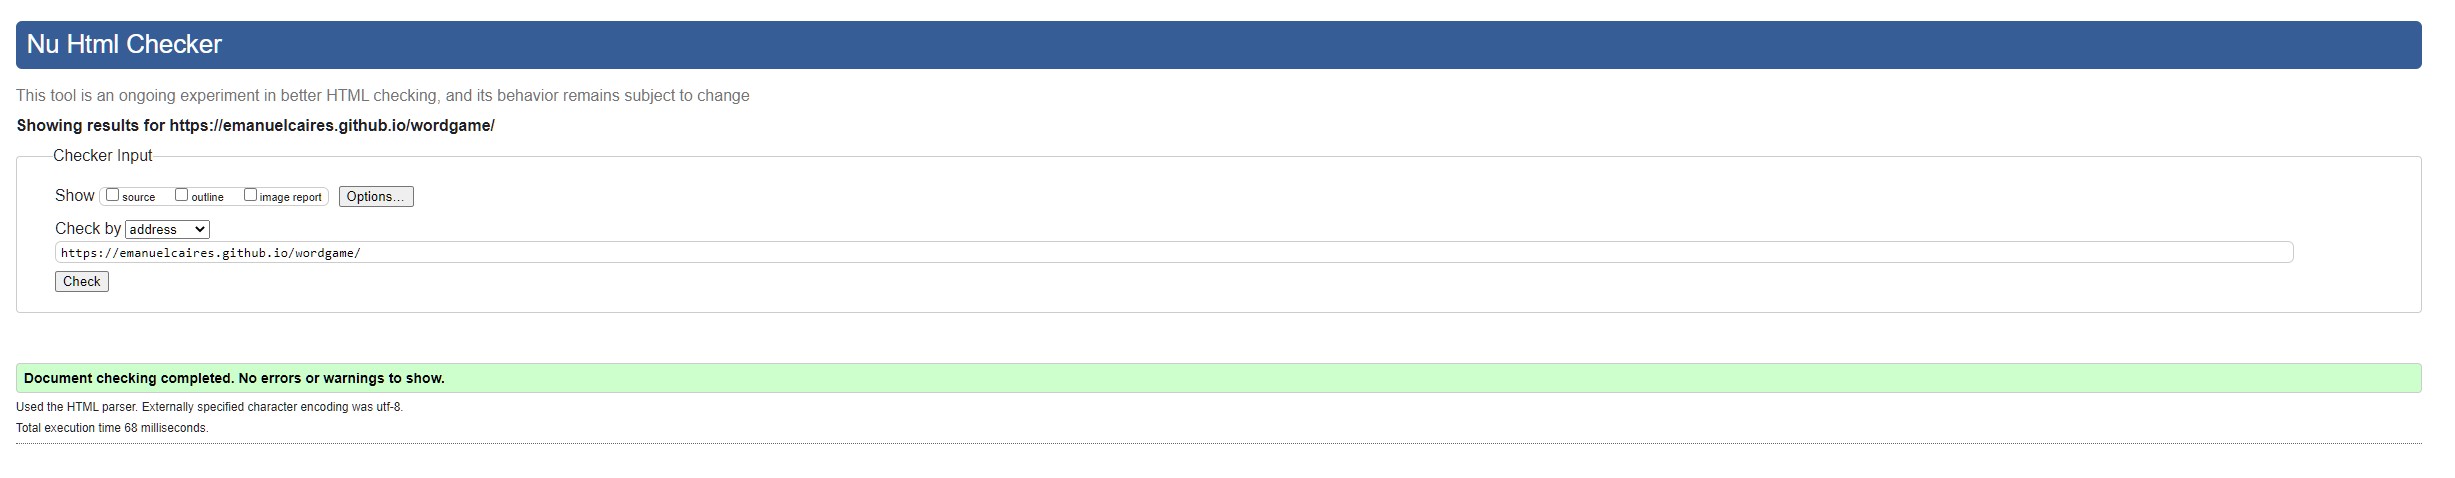 Nu Html Checker
This tool is an ongoing experiment in better HTML checking, and its behavior remains subject to change
Showing results for https://emanuelcaires.github.io/wordgame/
Checker Input
Show source outline image report Options...
Check by address
https://emanuelcaires.github.io/wordgame/
Check
Document checking completed. No errors or warnings to show.
Used the HTML parser. Externally specified character encoding was utf-8.
Total execution time 68 milliseconds.